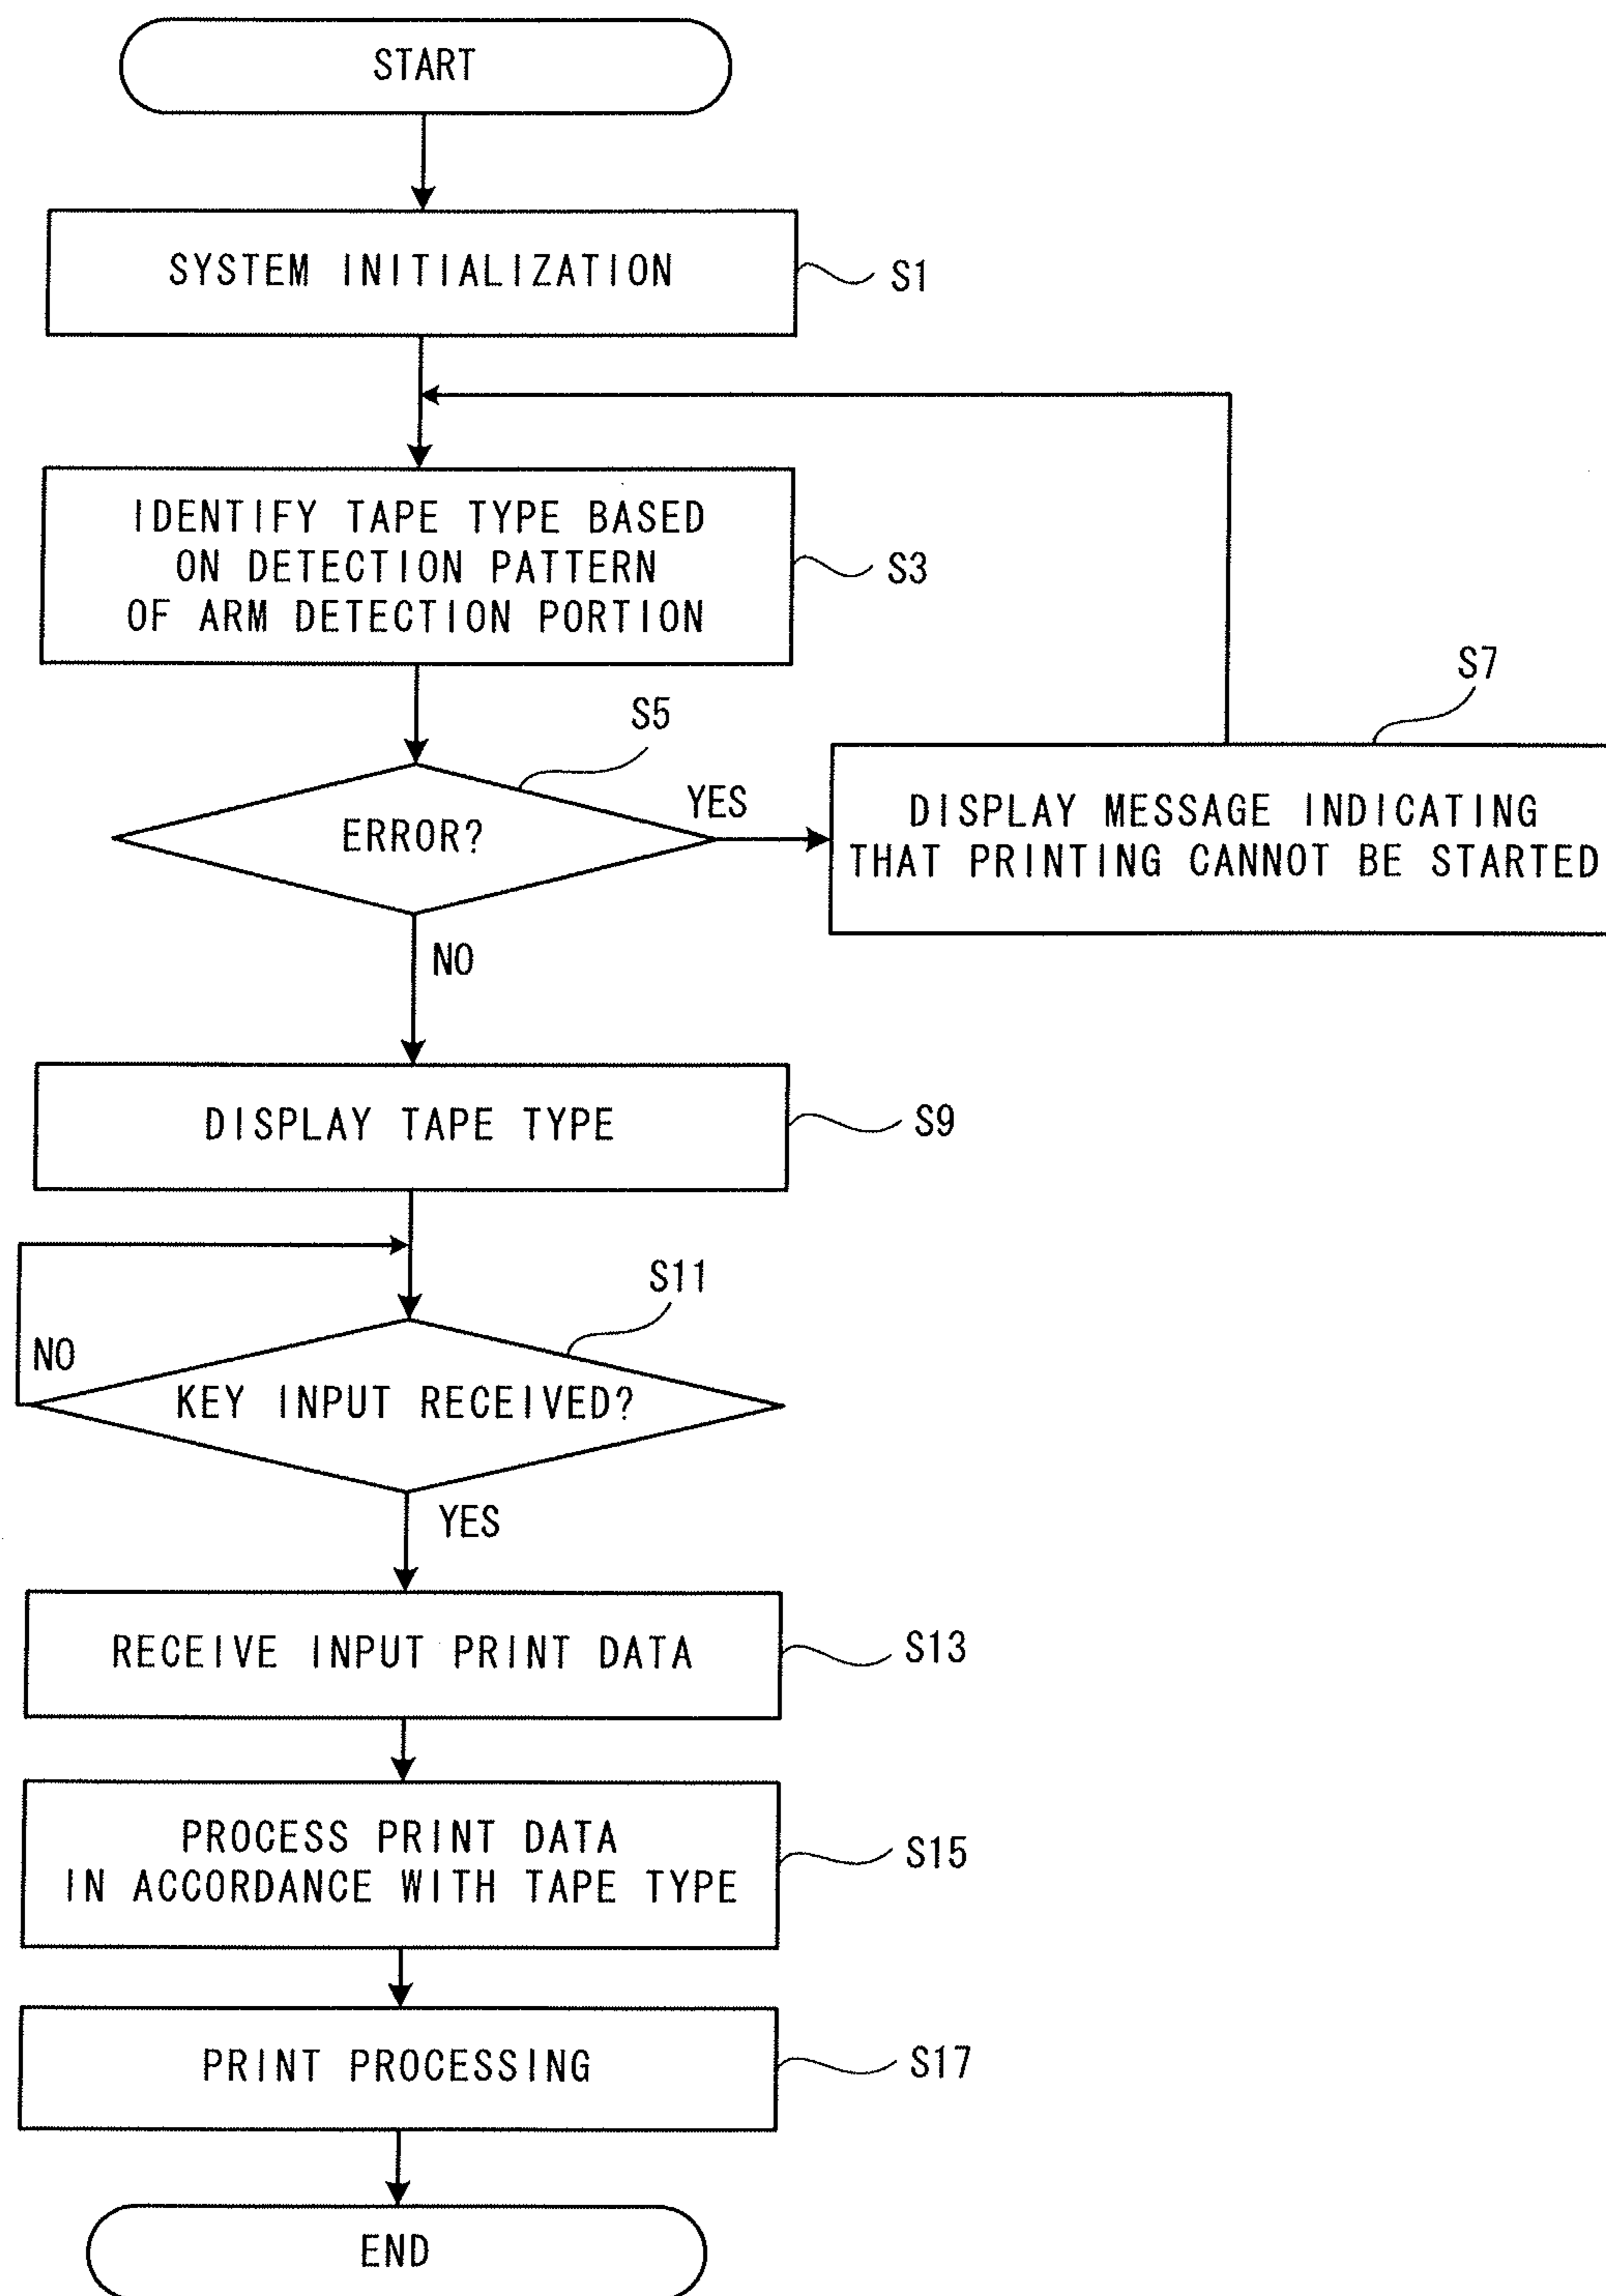 START
SYSTEM INITIALIZATION
S1
IDENTIFY TAPE TYPE BASED
ON DETECTION PATTERN
OF ARM DETECTION PORTION
S3
S5
ERROR?
YES
NO
S7
DISPLAY MESSAGE INDICATING
THAT PRINTING CANNOT BE STARTED
DISPLAY TAPE TYPE
S9
S11
KEY INPUT RECEIVED?
NO
YES
RECEIVE INPUT PRINT DATA
S13
PROCESS PRINT DATA
IN ACCORDANCE WITH TAPE TYPE
S15
PRINT PROCESSING
S17
END